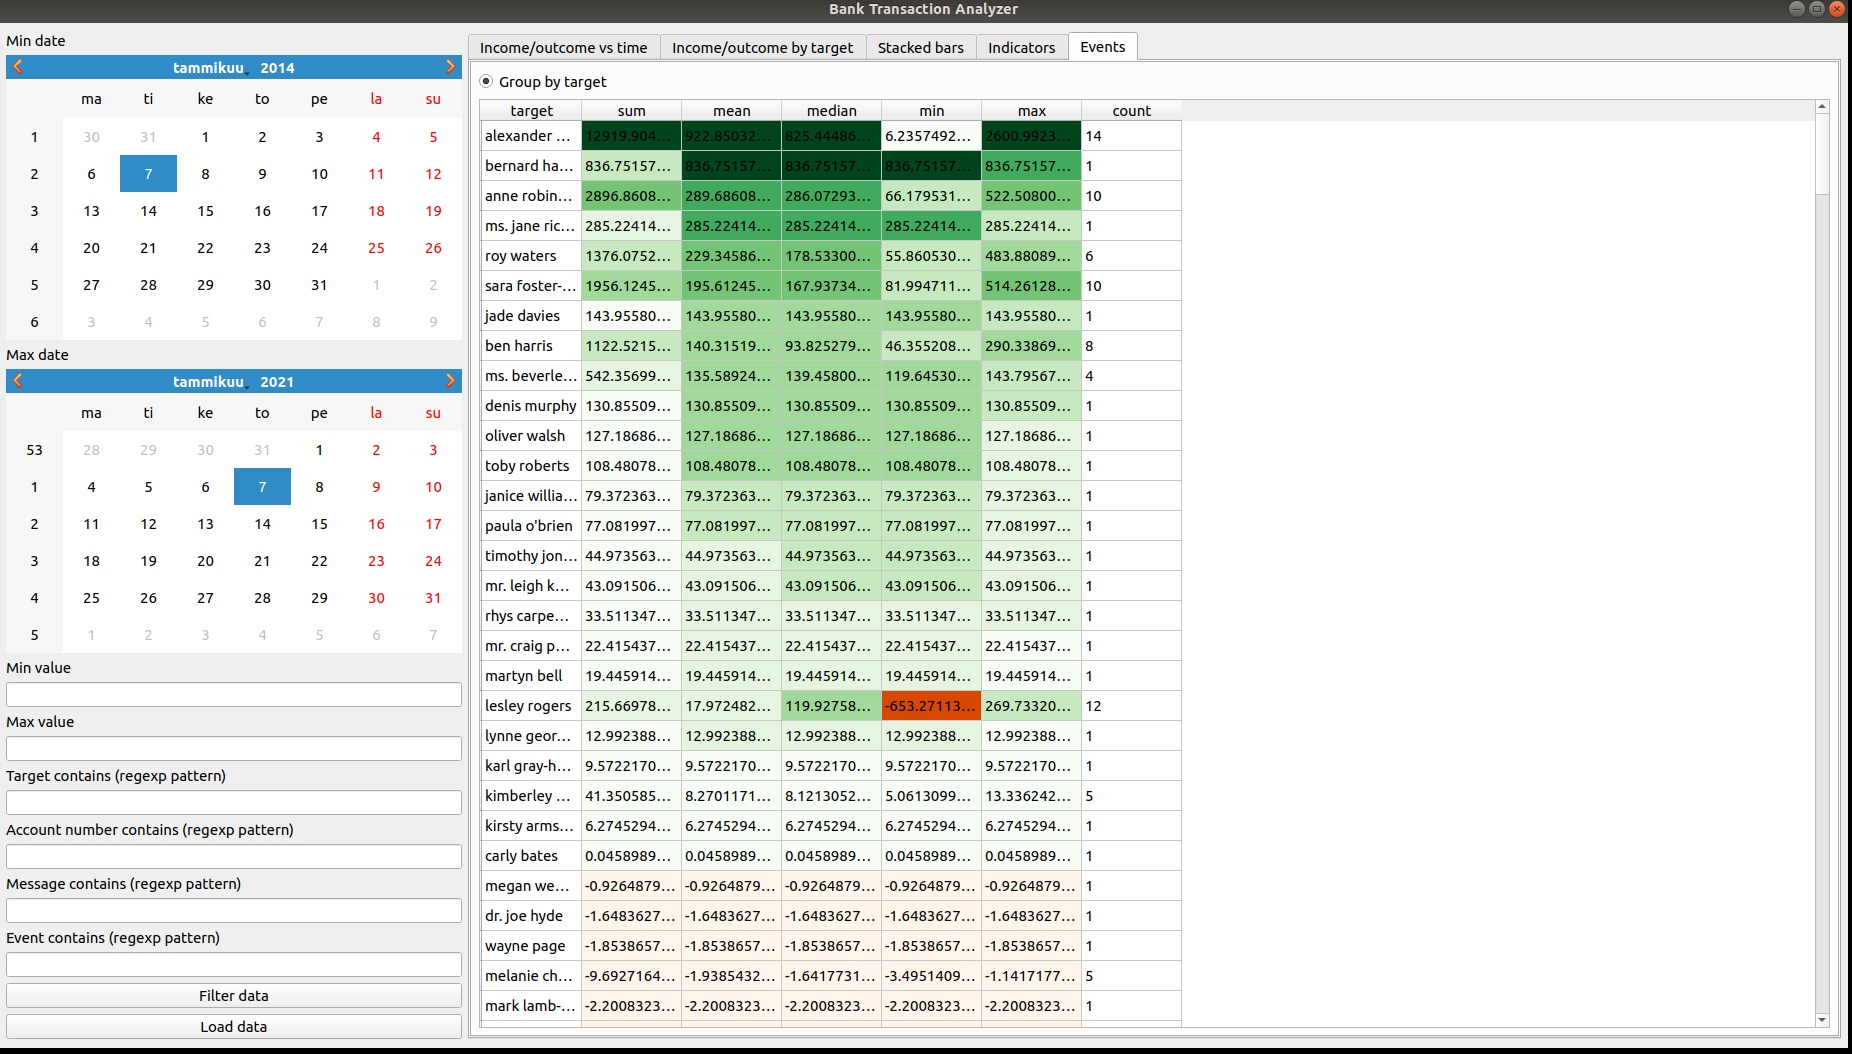 Bank Transaction Analyzer
Min date
tammikuu 2014
ma ti ke to pe la su
1 30 31 1 2 3 4 5
2 6 7 8 9 10 11 12
3 13 14 15 16 17 18 19
4 20 21 22 23 24 25 26
5 27 28 29 30 31 1 2
6 3 4 5 6 7 8 9
Max date
tammikuu 2021
ma ti ke to pe la su
53 28 29 30 31 1 2 3
1 4 5 6 7 8 9 10
2 11 12 13 14 15 16 17
3 18 19 20 21 22 23 24
4 25 26 27 28 29 30 31
5 1 2 3 4 5 6 7
Min value
Max value
Target contains (regexp pattern)
Account number contains (regexp pattern)
Message contains (regexp pattern)
Event contains (regexp pattern)
Filter data
Load data
Income/outcome vs time Income/outcome by target Stacked bars Indicators Events
Group by target
target sum mean median min max count
alexander ... 12919.904... 922.85032... 825.44486... 6.2357492... 2600.9923... 14
bernard ha... 836.75157... 836.75157... 836.75157... 836.75157... 836.75157... 1
anne robin... 2896.8608... 289.68608... 286.07293... 66.179531... 522.50800... 10
ms. jane ric... 285.22414... 285.22414... 285.22414... 285.22414... 285.22414... 1
roy waters 1376.0752... 229.34586... 178.53300... 55.860530... 483.88089... 6
sara foster-... 1956.1245... 195.61245... 167.93734... 81.994711... 514.26128... 10
jade davies 143.95580... 143.95580... 143.95580... 143.95580... 143.95580... 1
ben harris 1122.5215... 140.31519... 93.825279... 46.355208... 290.33869... 8
ms. beverle... 542.35699... 135.58924... 139.45800... 119.64530... 143.79567... 4
denis murphy 130.85509... 130.85509... 130.85509... 130.85509... 130.85509... 1
oliver walsh 127.18686... 127.18686... 127.18686... 127.18686... 127.18686... 1
toby roberts 108.48078... 108.48078... 108.48078... 108.48078... 108.48078... 1
janice willia... 79.372363... 79.372363... 79.372363... 79.372363... 79.372363... 1
paula o'brien 77.081997... 77.081997... 77.081997... 77.081997... 77.081997... 1
timothy jon... 44.973563... 44.973563... 44.973563... 44.973563... 44.973563... 1
mr. leigh k... 43.091506... 43.091506... 43.091506... 43.091506... 43.091506... 1
rhys carpe... 33.511347... 33.511347... 33.511347... 33.511347... 33.511347... 1
mr. craig p... 22.415437... 22.415437... 22.415437... 22.415437... 22.415437... 1
martyn bell 19.445914... 19.445914... 19.445914... 19.445914... 19.445914... 1
lesley rogers 215.66978... 17.972482... 119.92758... -653.27113... 269.73320... 12
lynne geor... 12.992388... 12.992388... 12.992388... 12.992388... 12.992388... 1
karl gray-h... 9.5722170... 9.5722170... 9.5722170... 9.5722170... 9.5722170... 1
kimberley ... 41.350585... 8.2701171... 8.1213052... 5.0613099... 13.336242... 5
kirsty arms... 6.2745294... 6.2745294... 6.2745294... 6.2745294... 6.2745294... 1
carly bates 0.0458989... 0.0458989... 0.0458989... 0.0458989... 0.0458989... 1
megan we... -0.9264879... -0.9264879... -0.9264879... -0.9264879... -0.9264879... 1
dr. joe hyde -1.6483627... -1.6483627... -1.6483627... -1.6483627... -1.6483627... 1
wayne page -1.8538657... -1.8538657... -1.8538657... -1.8538657... -1.8538657... 1
melanie ch... -9.6927164... -1.9385432... -1.6417731... -3.4951409... -1.1417177... 5
mark lamb-... -2.2008323... -2.2008323... -2.2008323... -2.2008323... -2.2008323... 1